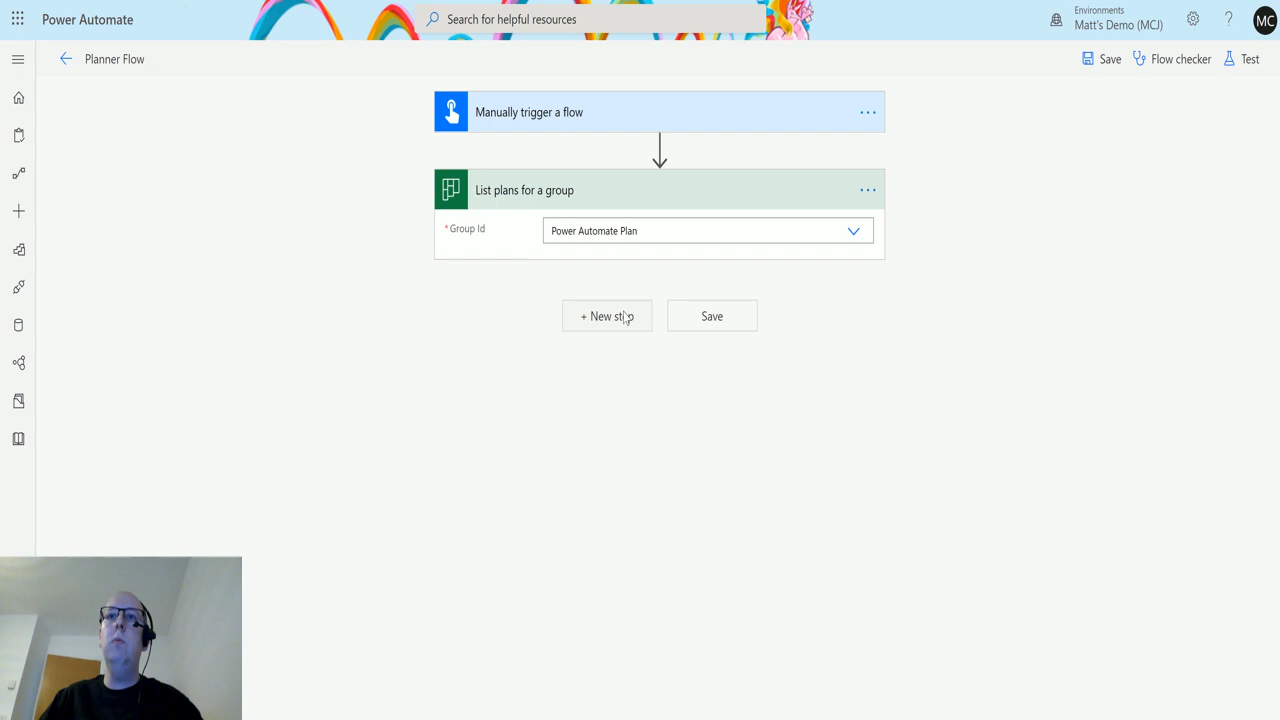 Power Automate
Search for helpful resources
Environments
Matt's Demo (MCJ)
MC
Planner Flow
Save
Flow checker
Test
Manually trigger a flow
List plans for a group
* Group Id
Power Automate Plan
+ New step
Save